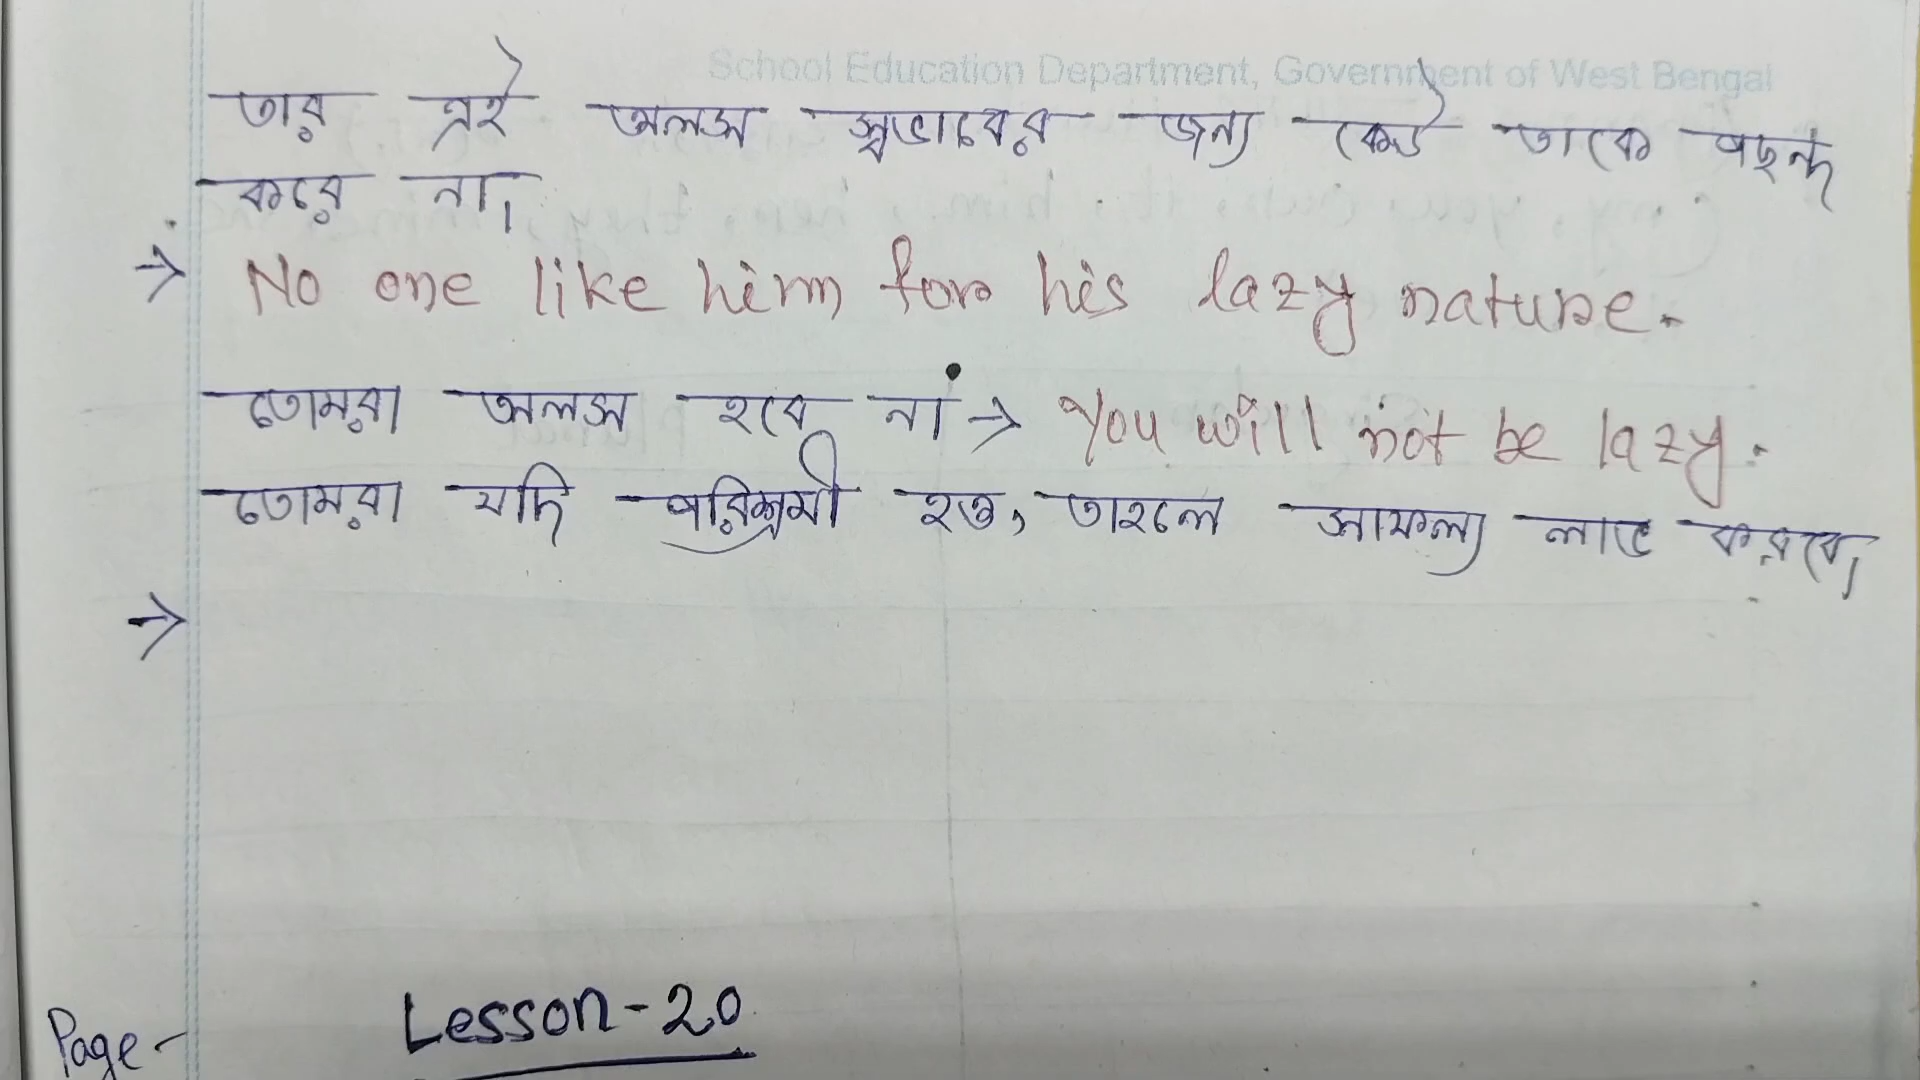 School Education Department, Government of West Bengal
তার এই অলস স্বভাবের জন্য কেউ তাকে পছন্দ
করে না।
→ No one like him for his lazy nature.
তোমরা অলস হবে না → You will not be lazy.
তোমরা যদি পরিশ্রমী হও, তাহলে সাফল্য লাভ করবে।
→
Lesson-20
Page-